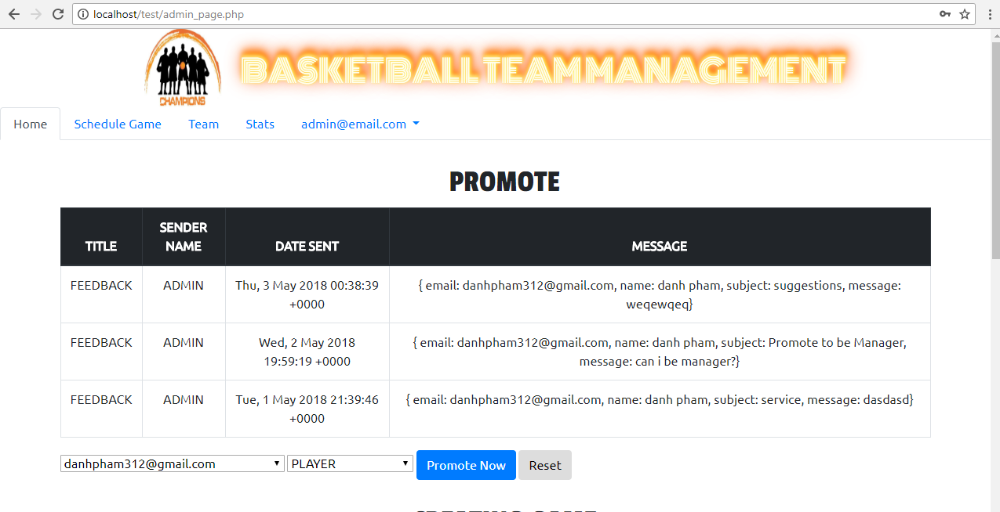 localhost/test/admin_page.php
CHAMPIONS
BASKETBALL TEAM MANAGEMENT
Home Schedule Game Team Stats admin@email.com
PROMOTE
TITLE SENDER NAME DATE SENT MESSAGE
FEEDBACK ADMIN Thu, 3 May 2018 00:38:39 { email: danhpham312@gmail.com, name: danh pham, subject: suggestions, message:
+0000 weqewqeq}
FEEDBACK ADMIN Wed, 2 May 2018 { email: danhpham312@gmail.com, name: danh pham, subject: Promote to be Manager,
19:59:19 +0000 message: can i be manager?}
FEEDBACK ADMIN Tue, 1 May 2018 21:39:46 { email: danhpham312@gmail.com, name: danh pham, subject: service, message: dasdasd}
+0000
danhpham312@gmail.com PLAYER Promote Now Reset